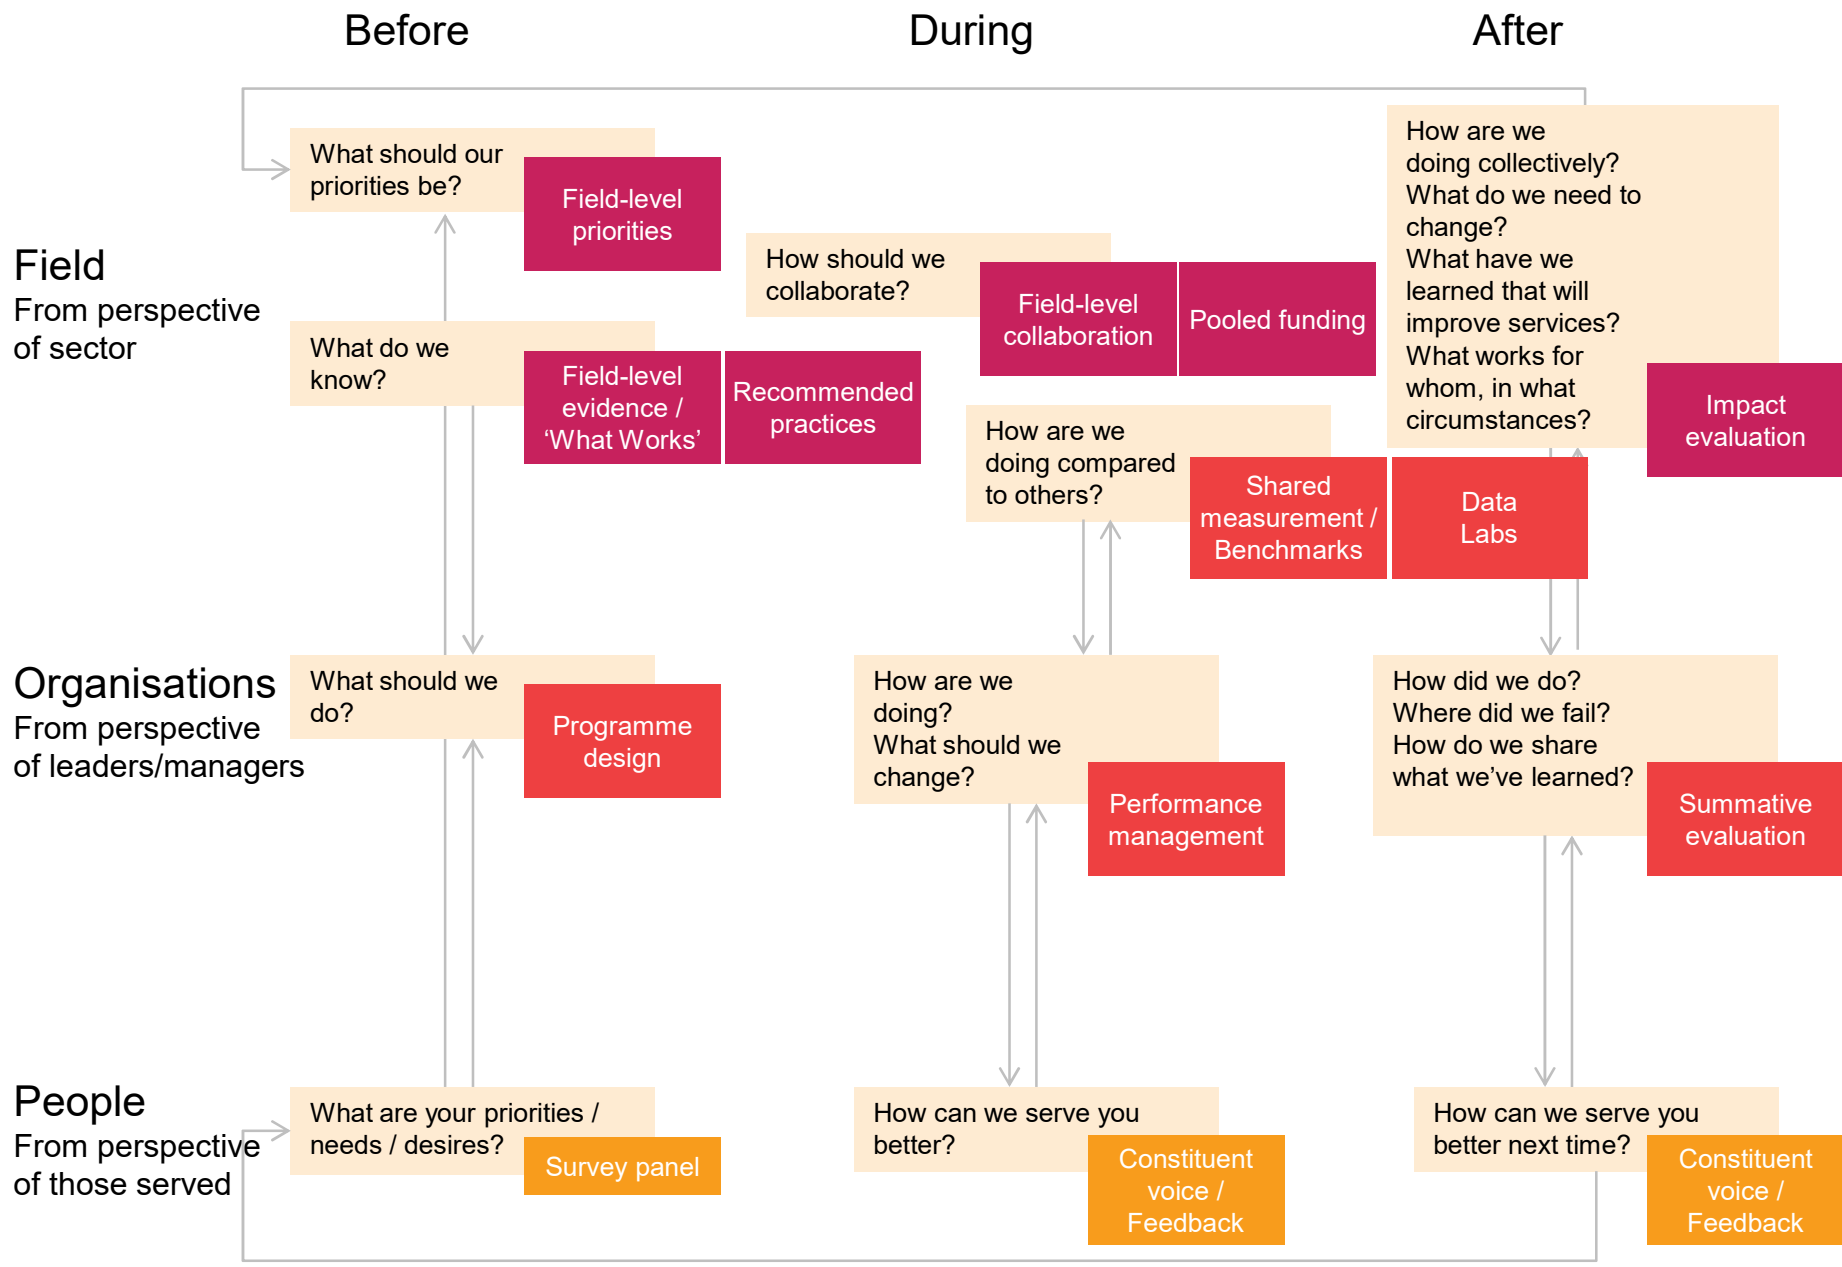 Before
During
After
Field
From perspective
of sector
What should our
priorities be?
Field-level
priorities
What do we
know?
Field-level
evidence /
‘What Works’
Recommended
practices
How should we
collaborate?
Field-level
collaboration
Pooled funding
How are we
doing compared
to others?
Shared
measurement /
Benchmarks
Data
Labs
How are we
doing collectively?
What do we need to
change?
What have we
learned that will
improve services?
What works for
whom, in what
circumstances?
Impact
evaluation
Organisations
From perspective
of leaders/managers
What should we
do?
Programme
design
How are we
doing?
What should we
change?
Performance
management
How did we do?
Where did we fail?
How do we share
what we’ve learned?
Summative
evaluation
People
From perspective
of those served
What are your priorities /
needs / desires?
Survey panel
How can we serve you
better?
Constituent
voice /
Feedback
How can we serve you
better next time?
Constituent
voice /
Feedback